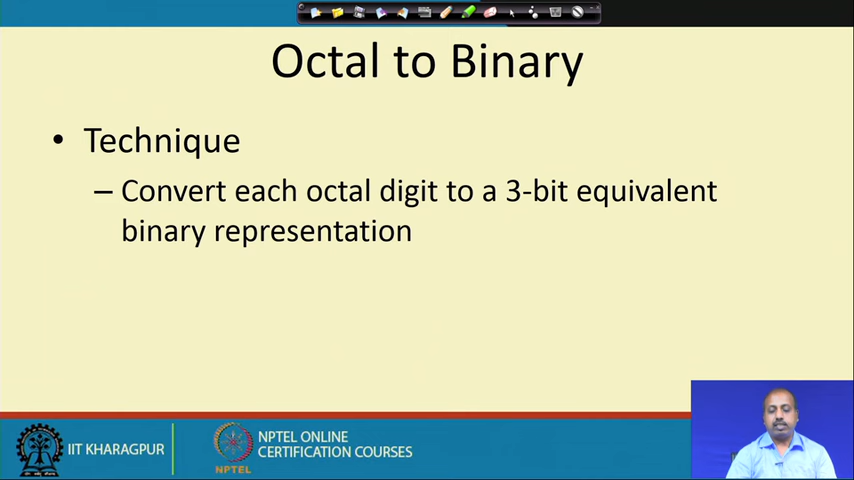 Octal to Binary
• Technique
– Convert each octal digit to a 3-bit equivalent
binary representation
IIT KHARAGPUR
NPTEL
NPTEL ONLINE
CERTIFICATION COURSES